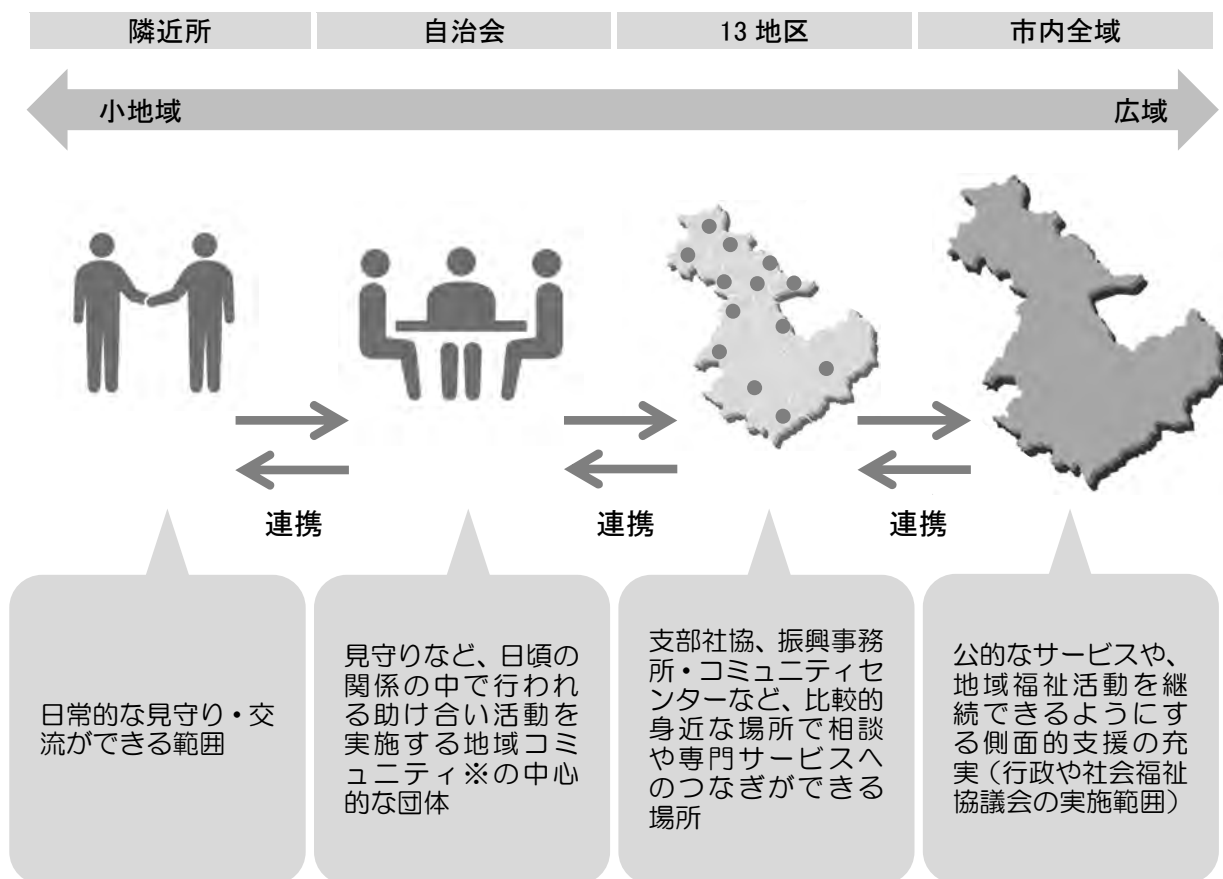 隣近所
自治会
13 地区
市内全域
小地域
広域
連携
連携
連携
日常的な見守り・交
流ができる範囲
見守りなど、日頃の
関係の中で行われ
る助け合い活動を
実施する地域コミ
ュニティ※の中心
的な団体
支部社協、振興事務
所・コミュニティセ
ンターなど、比較的
身近な場所で相談
や専門サービスへ
のつなぎができる
場所
公的なサービスや、
地域福祉活動を継
続できるようにす
る側面的支援の充
実（行政や社会福祉
協議会の実施範囲）